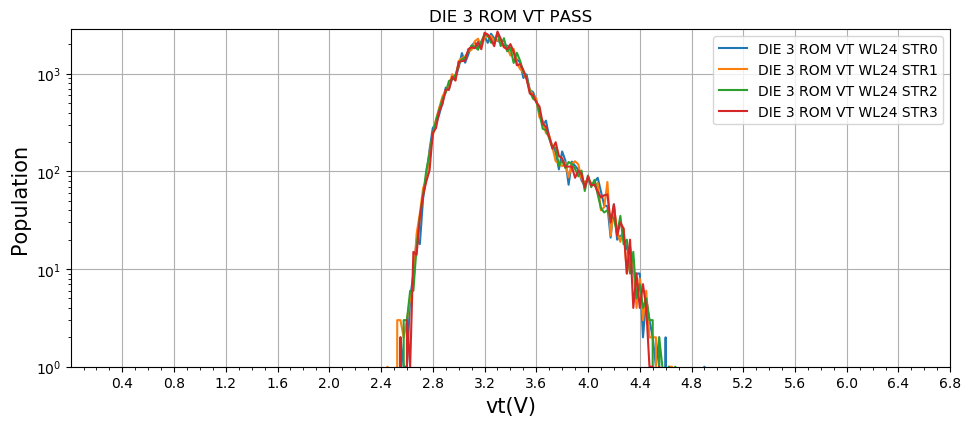 DIE 3 ROM VT PASS
DIE 3 ROM VT WL24 STR0
DIE 3 ROM VT WL24 STR1
DIE 3 ROM VT WL24 STR2
DIE 3 ROM VT WL24 STR3
Population
10³
10²
10¹
10⁰
0.4 0.8 1.2 1.6 2.0 2.4 2.8 3.2 3.6 4.0 4.4 4.8 5.2 5.6 6.0 6.4 6.8
vt(V)